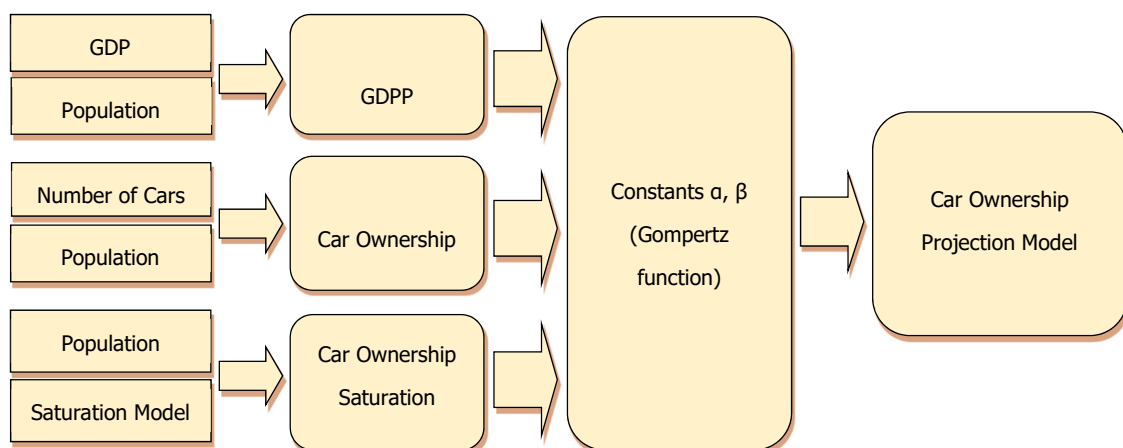 GDP
Population
GDPP
Number of Cars
Population
Car Ownership
Population
Saturation Model
Car Ownership
Saturation
Constants α, β
(Gompertz
function)
Car Ownership
Projection Model